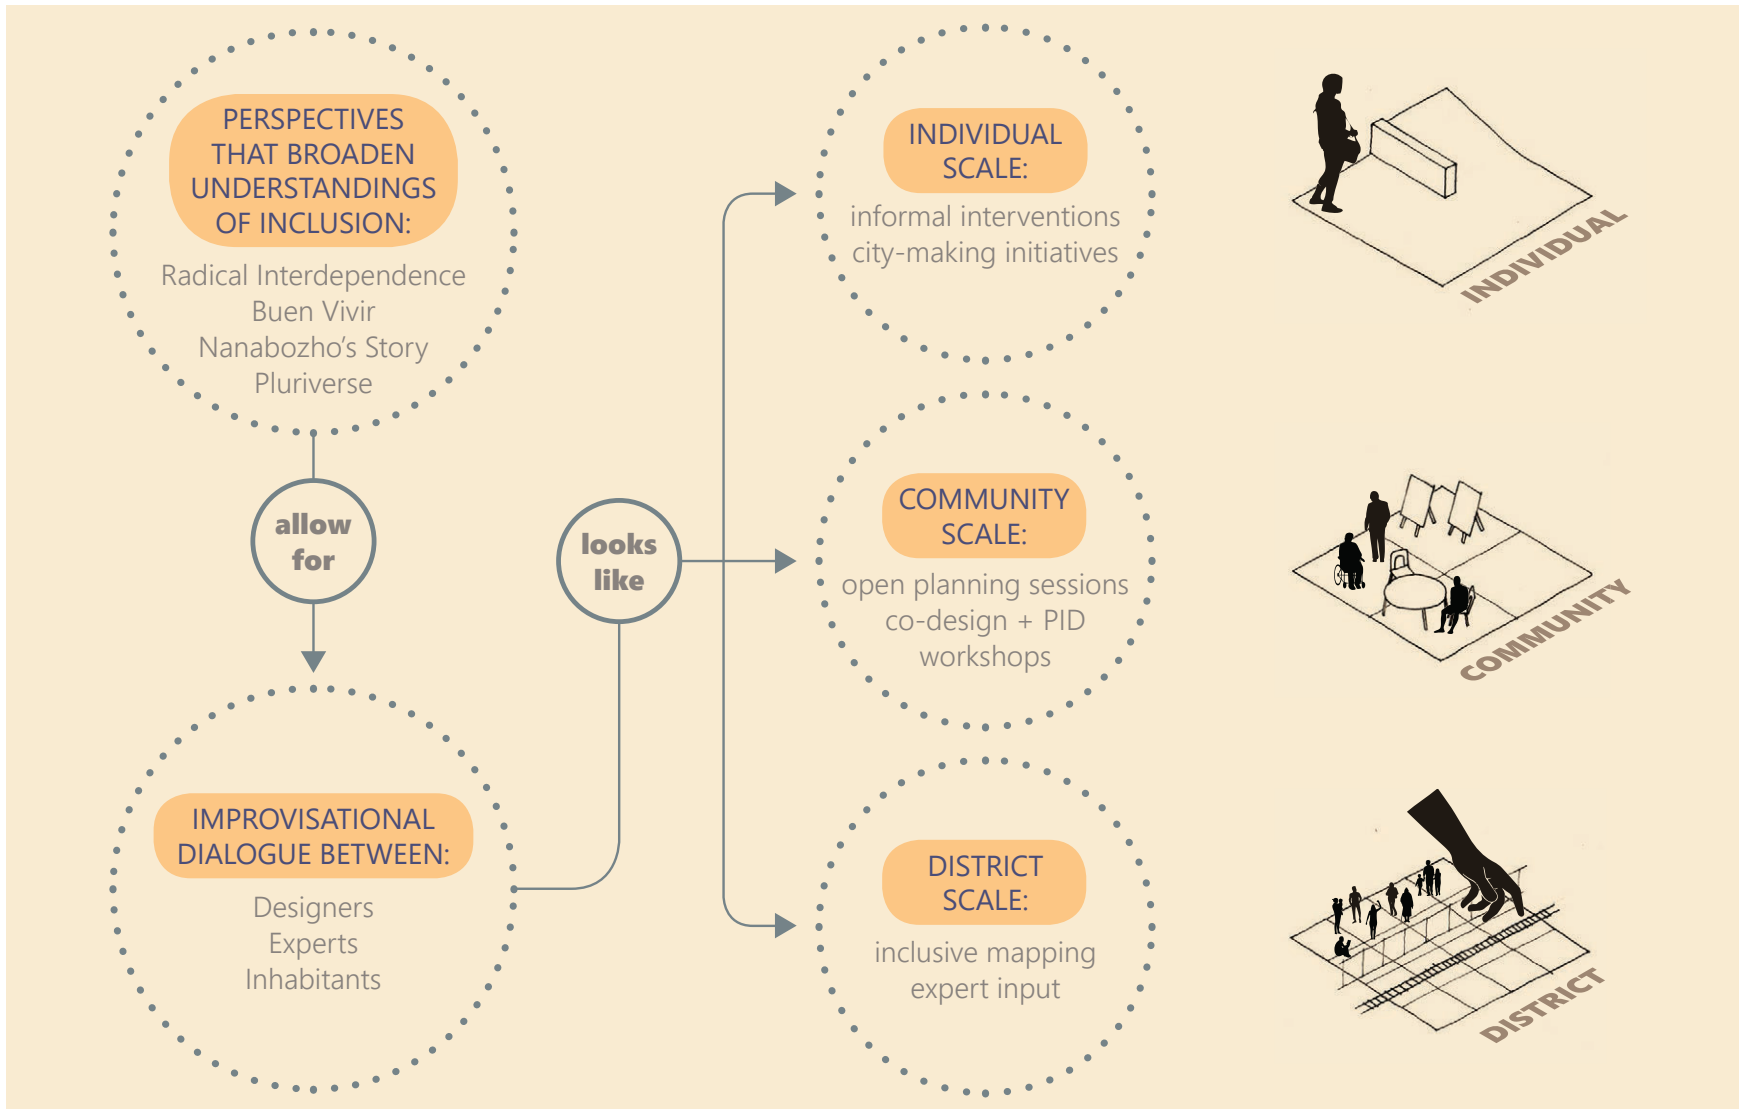 PERSPECTIVES
THAT BROADEN
UNDERSTANDINGS
OF INCLUSION:
Radical Interdependence
Buen Vivir
Nanabozho’s Story
Pluriverse
allow
for
IMPROVISATIONAL
DIALOGUE BETWEEN:
Designers
Experts
Inhabitants
looks
like
INDIVIDUAL
SCALE:
informal interventions
city-making initiatives
COMMUNITY
SCALE:
open planning sessions
co-design + PID
workshops
DISTRICT
SCALE:
inclusive mapping
expert input
INDIVIDUAL
COMMUNITY
DISTRICT